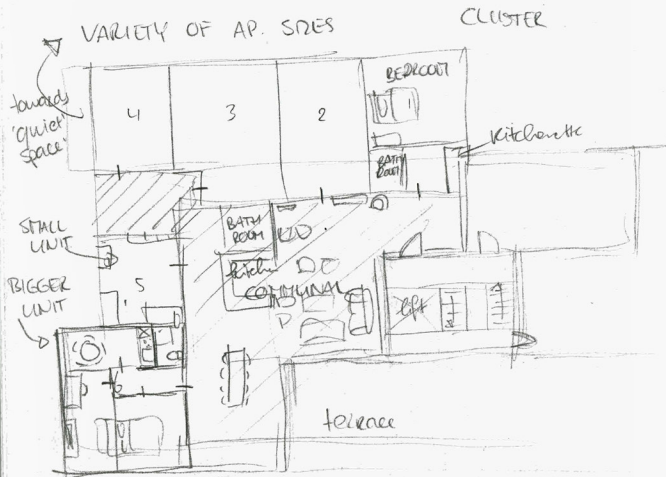 CLUSTER
VARIETY OF AP. SIZES
BEDROOM
towards
'quiet'
space
4
3
2
kitchenette
BATH
ROOM
SMALL
UNIT
BATH
ROOM
kitchen
5
COMMUNAL
BIGGER
UNIT
lift
terrace